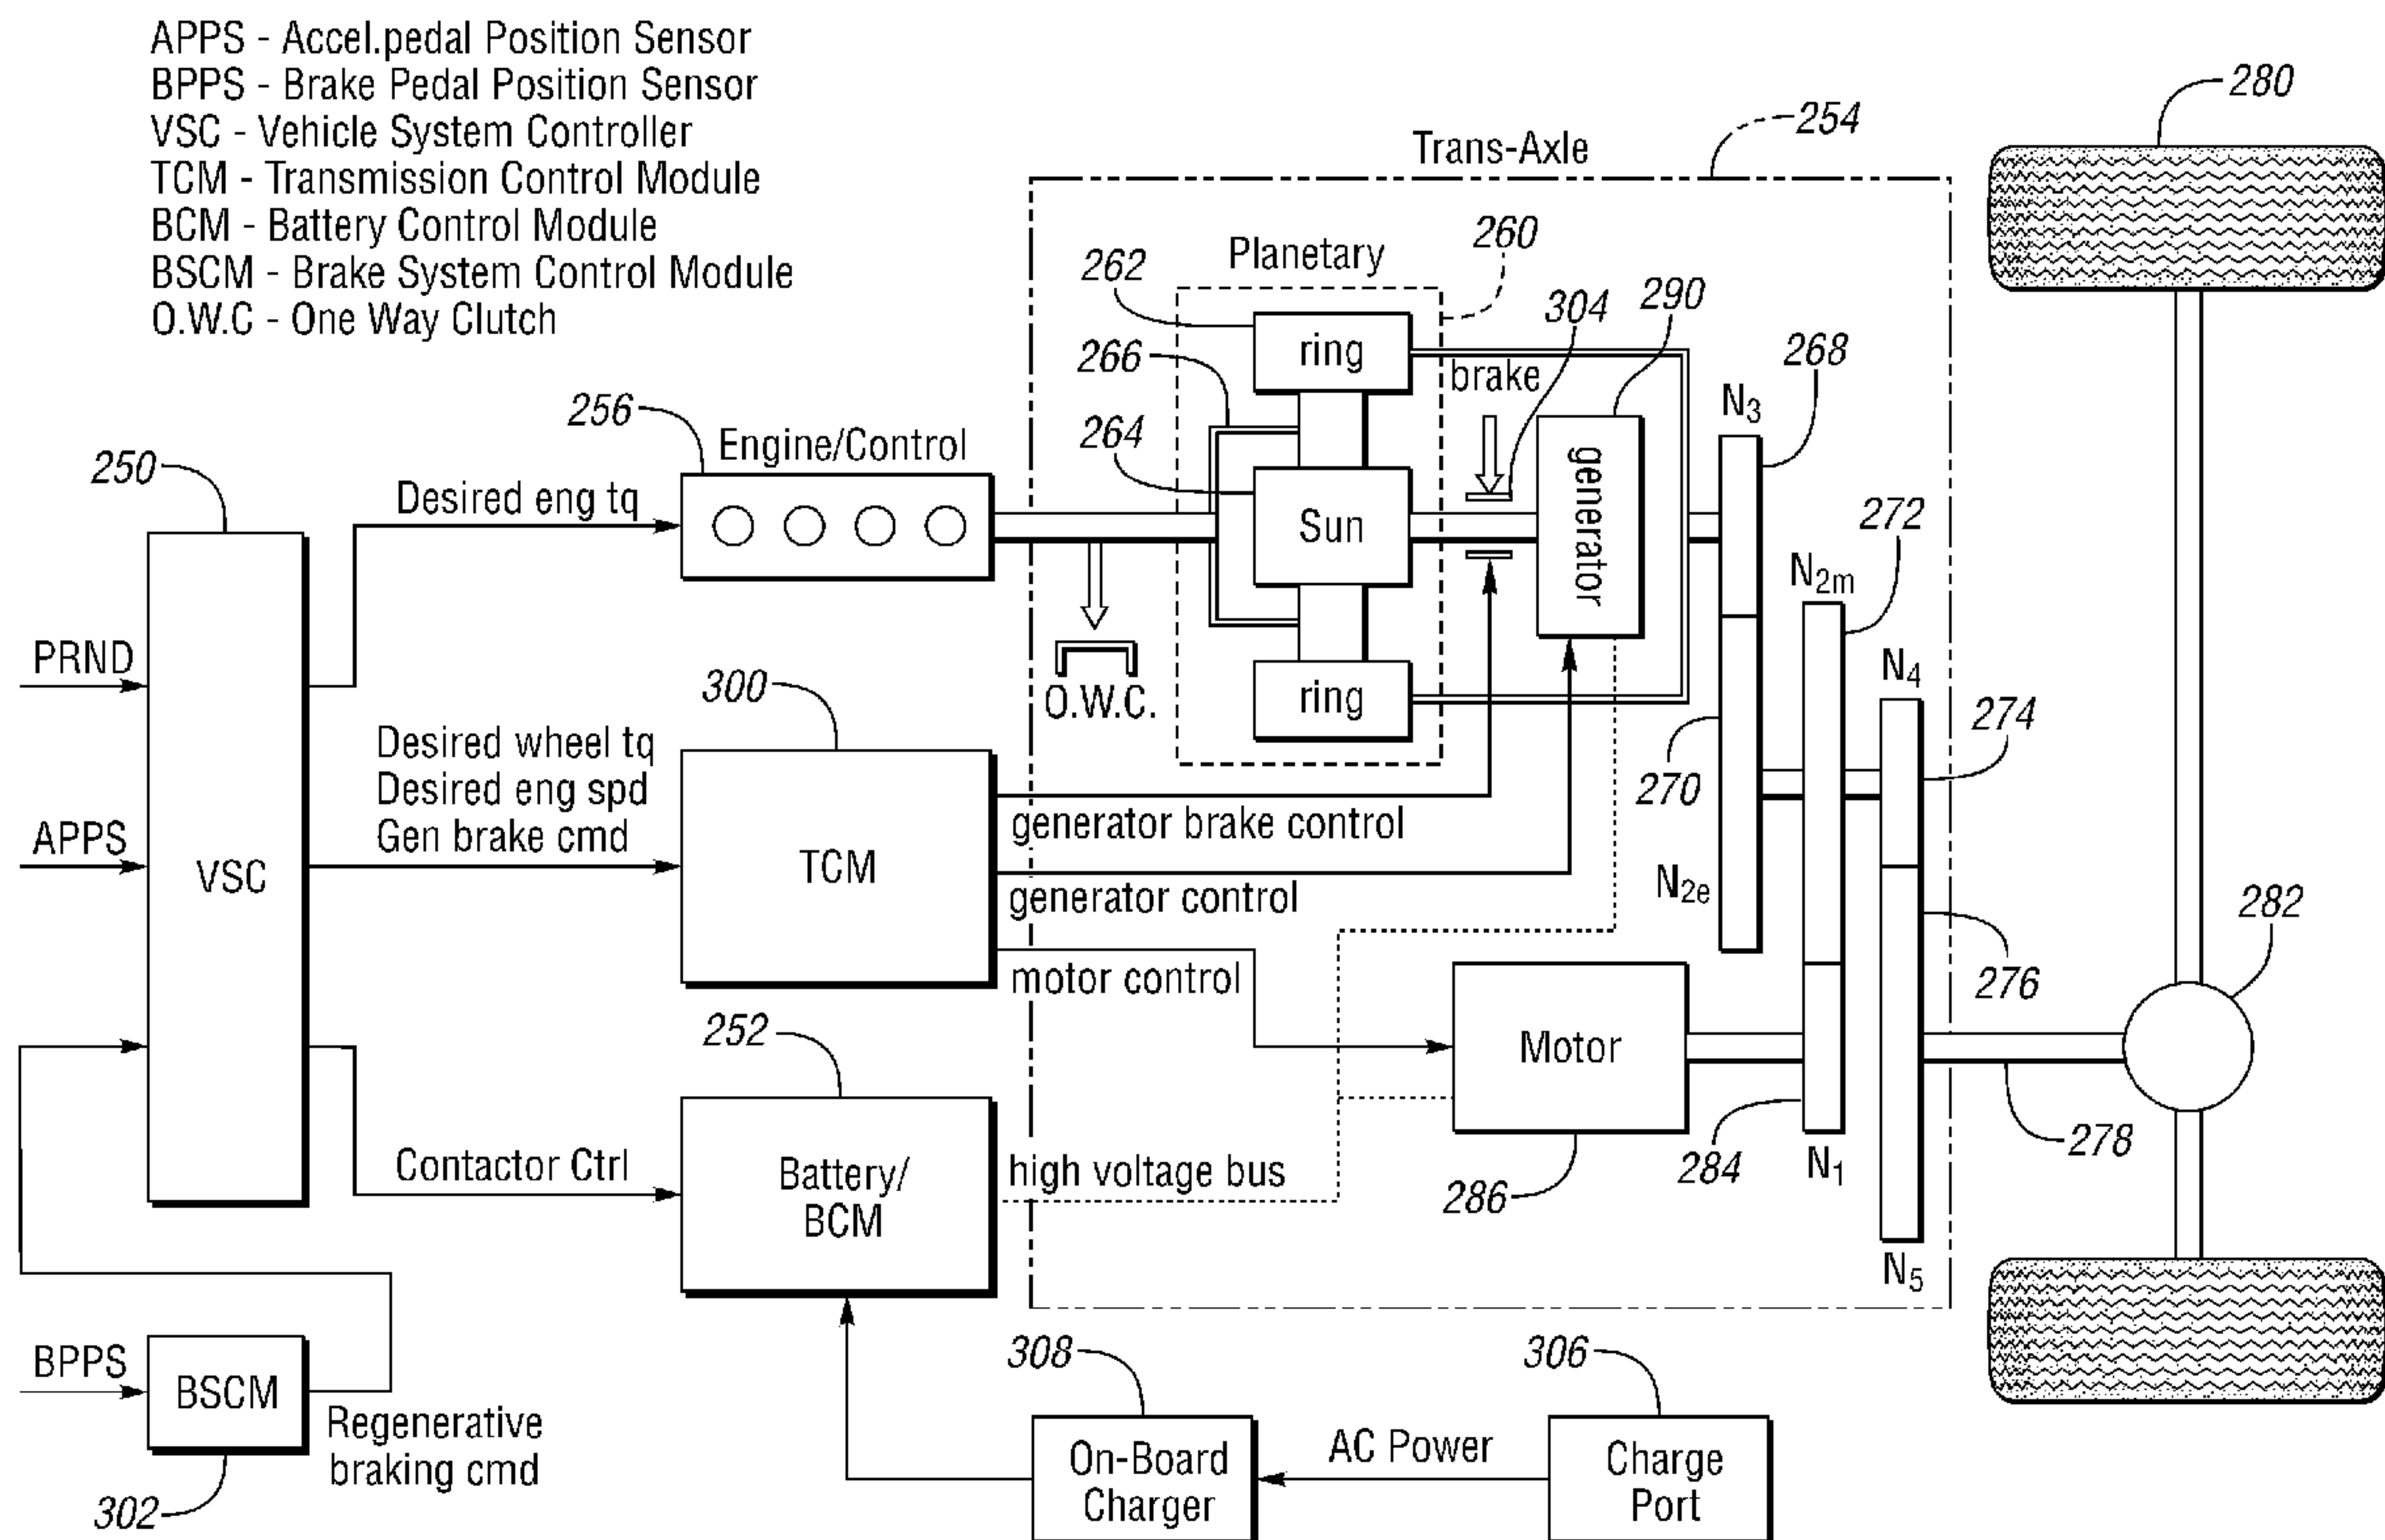 APPS - Accel.pedal Position Sensor
BPPS - Brake Pedal Position Sensor
VSC - Vehicle System Controller
TCM - Transmission Control Module
BCM - Battery Control Module
BSCM - Brake System Control Module
O.W.C - One Way Clutch
280
254
Trans-Axle
260
Planetary
262
290
304
ring
268
266
brake
N3
256
264
Engine/Control
250
generator
Desired eng tq
272
Sun
N2m
PRND
N4
300
ring
O.W.C.
274
Desired wheel tq
Desired eng spd
Gen brake cmd
270
APPS
generator brake control
VSC
TCM
N2e
generator control
282
motor control
276
252
Motor
278
Contactor Ctrl
Battery/
BCM
high voltage bus
284
N1
286
N5
308
306
BPPS
BSCM
Regenerative
braking cmd
AC Power
On-Board
Charger
Charge
Port
302